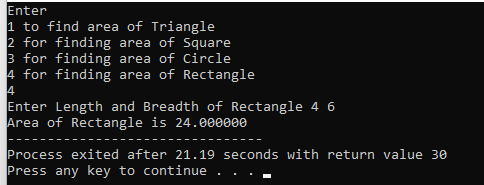 Enter
1 to find area of Triangle
2 for finding area of Square
3 for finding area of Circle
4 for finding area of Rectangle
4
Enter Length and Breadth of Rectangle 4 6
Area of Rectangle is 24.000000
--------------------------------
Process exited after 21.19 seconds with return value 30
Press any key to continue . . .